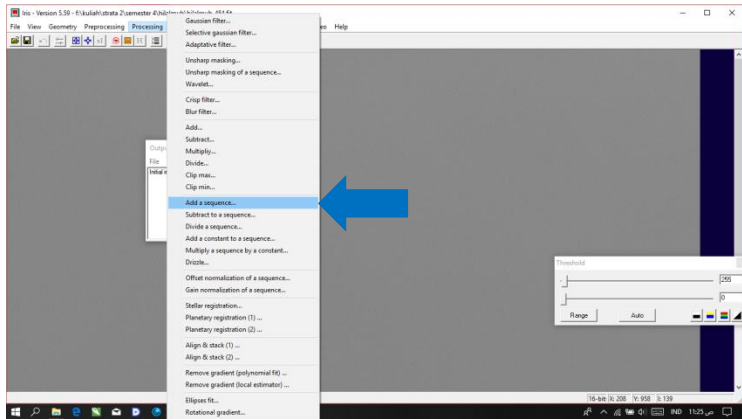 Iris - Version 5.59 - f:\kuliah\strata 2\semester 4\hilalmuh\hilalmuh_454.fit
File View Geometry Preprocessing Processing Help
Gaussian filter...
Selective gaussian filter...
Adaptative filter...
Unsharp masking...
Unsharp masking of a sequence...
Wavelet...
Crisp filter...
Blur filter...
Add...
Subtract...
Multipliy...
Divide...
Clip max...
Clip min...
Add a sequence...
Subtract to a sequence...
Divide a sequence...
Add a constant to a sequence...
Multiply a sequence by a constant...
Drizzle...
Offset normalization of a sequence...
Gain normalization of a sequence...
Stellar registration...
Planetary registration (1) ...
Planetary registration (2) ...
Align & stack (1) ...
Align & stack (2) ...
Remove gradient (polynomial fit) ...
Remove gradient (local estimator) ...
Ellipses fit...
Rotational gradient...
Outpu
File
Initial i
Threshold
255
0
Range Auto
16-bit X: 208 Y: 958 I: 139
IND 11:25 ص